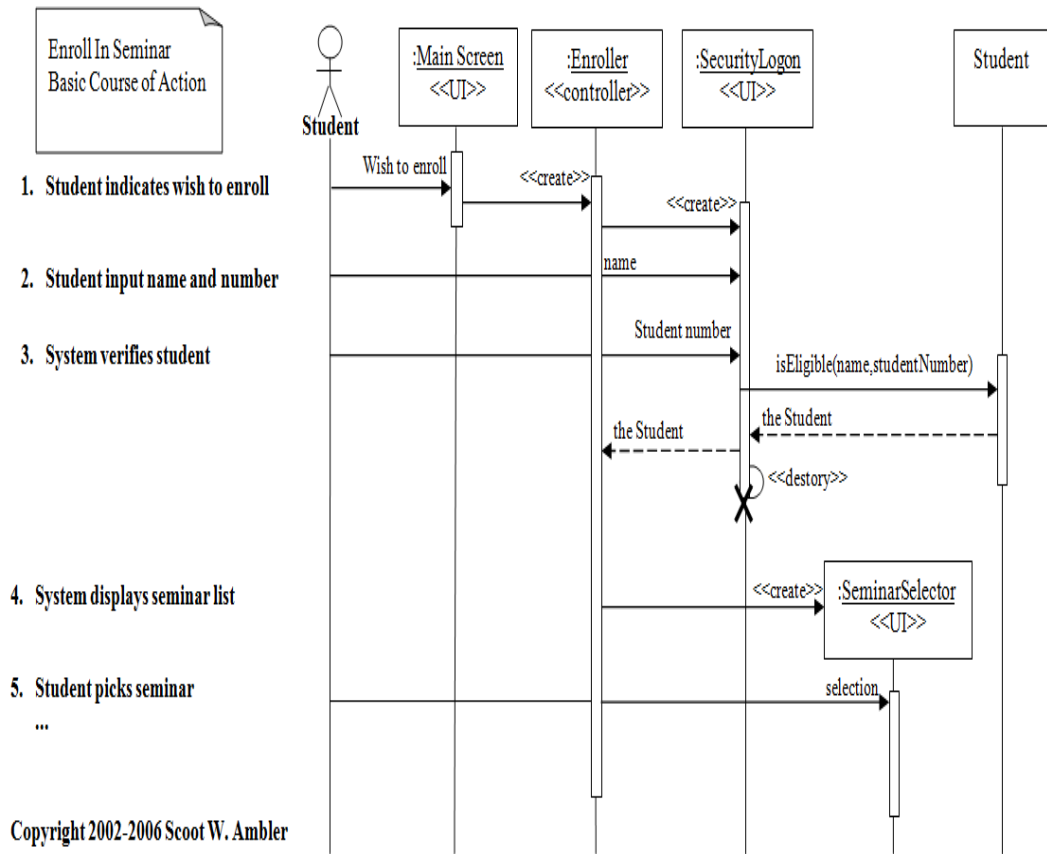 Enroll In Seminar
Basic Course of Action
Student
:Main Screen
<<UI>>
:Enroller
<<controller>>
:SecurityLogon
<<UI>>
Student
1. Student indicates wish to enroll
Wish to enroll
<<create>>
<<create>>
2. Student input name and number
name
3. System verifies student
Student number
isEligible(name,studentNumber)
the Student
the Student
<<destory>>
4. System displays seminar list
<<create>>
:SeminarSelector
<<UI>>
5. Student picks seminar
selection
...
Copyright 2002-2006 Scoot W. Ambler